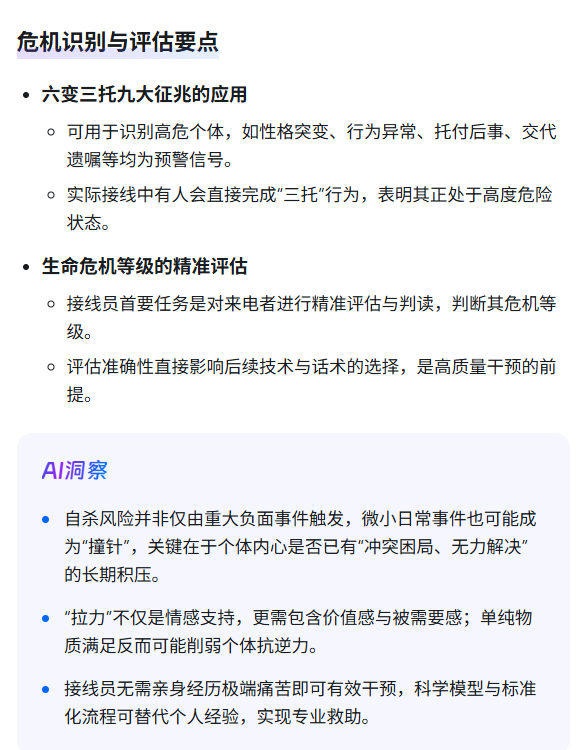 危机识别与评估要点
六变三托九大征兆的应用
可用于识别高危个体，如性格突变、行为异常、托付后事、交代
遗嘱等均为预警信号。
实际接线中有人会直接完成“三托”行为，表明其正处于高度危险
状态。
生命危机等级的精准评估
接线员首要任务是对来电者进行精准评估与判读，判断其危机等
级。
评估准确性直接影响后续技术与话术的选择，是高质量干预的前
提。
AI洞察
自杀风险并非仅由重大负面事件触发，微小日常事件也可能成
为“撞针”，关键在于个体内心是否已有“冲突困局、无力解决”
的长期积压。
“拉力”不仅是情感支持，更需包含价值感与被需要感；单纯物
质满足反而可能削弱个体抗逆力。
接线员无需亲身经历极端痛苦即可有效干预，科学模型与标准
化流程可替代个人经验，实现专业救助。